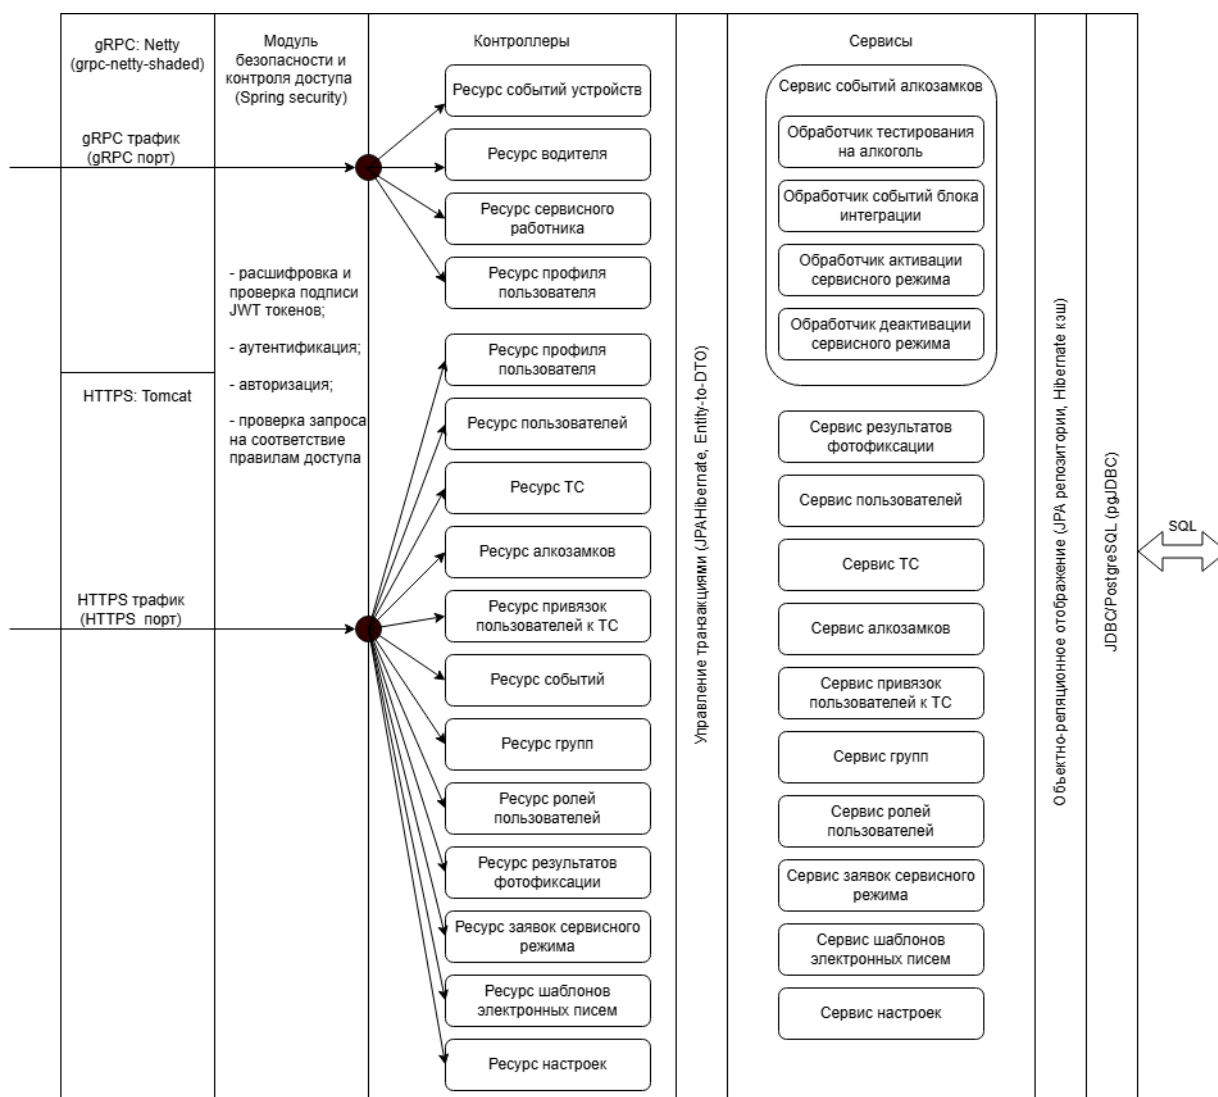 gRPC: Netty
(grpc-netty-shaded)
gRPC трафик
(gRPC порт)
HTTPS: Tomcat
HTTPS трафик
(HTTPS порт)
Модуль
безопасности и
контроля доступа
(Spring security)
- расшифровка и
проверка подписи
JWT токенов;
- аутентификация;
- авторизация;
- проверка запроса
на соответствие
правилам доступа
Контроллеры
Ресурс событий устройств
Ресурс водителя
Ресурс сервисного
работника
Ресурс профиля
пользователя
Ресурс профиля
пользователя
Ресурс пользователей
Ресурс ТС
Ресурс алкозамков
Ресурс привязок
пользователей к ТС
Ресурс событий
Ресурс групп
Ресурс ролей
пользователей
Ресурс результатов
фотофиксации
Ресурс заявок сервисного
режима
Ресурс шаблонов
электронных писем
Ресурс настроек
Управление транзакциями (JPAHibernate, Entity-to-DTO)
Сервисы
Сервис событий алкозамков
Обработчик тестирования
на алкоголь
Обработчик событий блока
интеграции
Обработчик активации
сервисного режима
Обработчик деактивации
сервисного режима
Сервис результатов
фотофиксации
Сервис пользователей
Сервис ТС
Сервис алкозамков
Сервис привязок
пользователей к ТС
Сервис групп
Сервис ролей
пользователей
Сервис заявок сервисного
режима
Сервис шаблонов
электронных писем
Сервис настроек
Объектно-реляционное отображение (JPA репозитории, Hibernate кэш)
JDBC/PostgreSQL (pgJDBC)
SQL